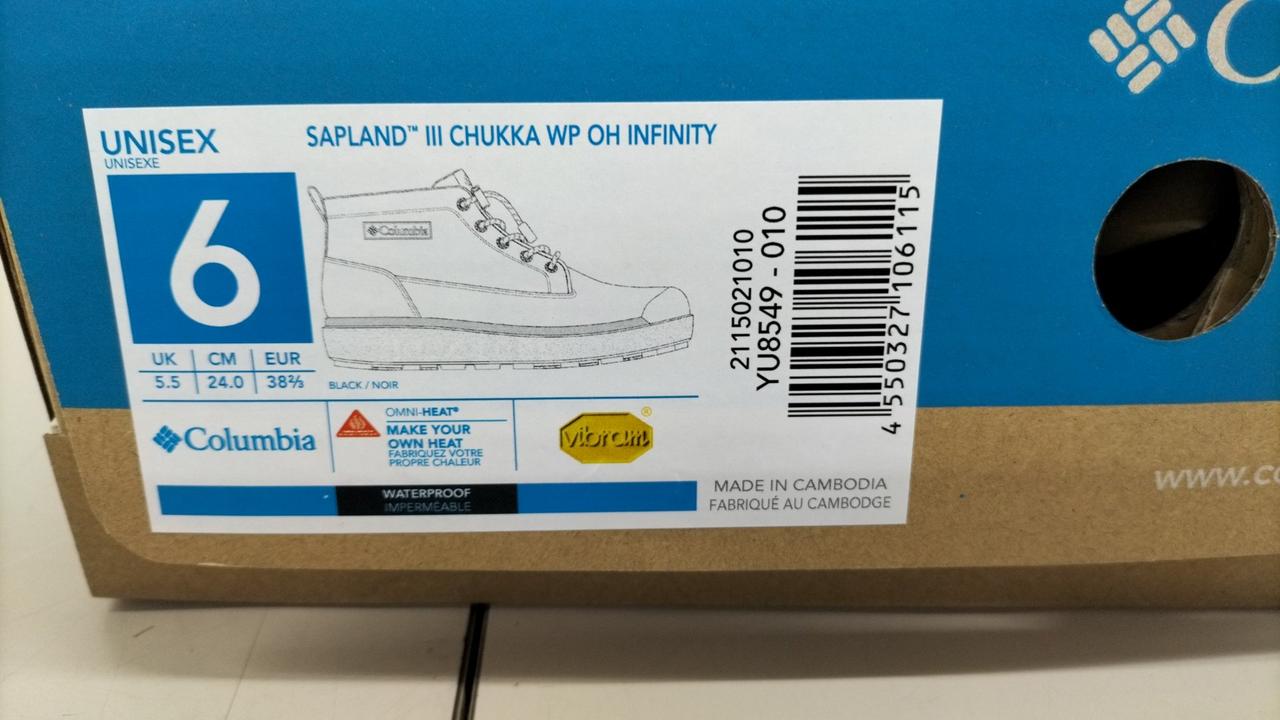 UNISEX
UNISEXE
SAPLAND™ III CHUKKA WP OH INFINITY
6
Columbia
UK CM EUR
5.5 24.0 38⅔
BLACK / NOIR
Columbia
OMNI-HEAT®
MAKE YOUR
OWN HEAT
FABRIQUEZ VOTRE
PROPRE CHALEUR
vibram®
WATERPROOF
IMPERMÉABLE
2115021010
YU8549 - 010
4 550327 106115
MADE IN CAMBODIA
FABRIQUÉ AU CAMBODGE
www.c